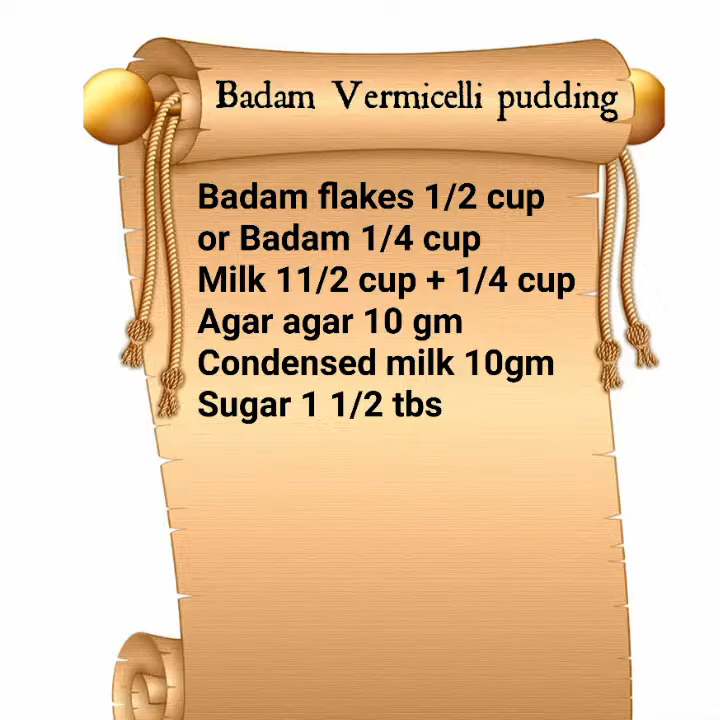 Badam Vermicelli pudding
Badam flakes 1/2 cup
or Badam 1/4 cup
Milk 11/2 cup + 1/4 cup
Agar agar 10 gm
Condensed milk 10gm
Sugar 1 1/2 tbs